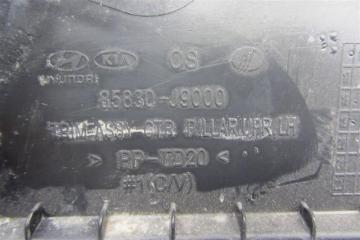 HYUNDAI KIA OS
85830-J9000
TRIM ASSY-CTR PILLAR UPR LH
>PP-TD20<
#1(C/V)